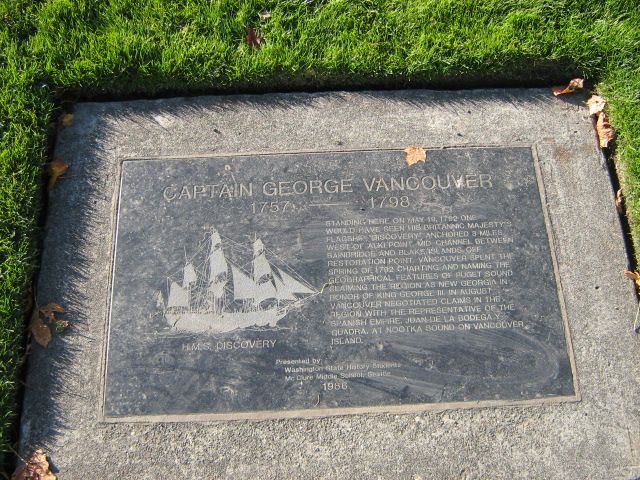 CAPTAIN GEORGE VANCOUVER
1757 — 1798
STANDING HERE ON MAY 19, 1792 ONE
WOULD HAVE SEEN HIS BRITANNIC MAJESTY'S
FLAGSHIP "DISCOVERY" ANCHORED 3 MILES
WEST OF ALKI POINT, MID-CHANNEL BETWEEN
BAINBRIDGE AND BLAKE ISLANDS, OFF
RESTORATION POINT. VANCOUVER SPENT THE
SPRING OF 1792 CHARTING AND NAMING THE
GEOGRAPHICAL FEATURES OF PUGET SOUND
CLAIMING THE REGION AS NEW GEORGIA IN
HONOR OF KING GEORGE III. IN AUGUST,
VANCOUVER NEGOTIATED CLAIMS IN THE
REGION WITH THE REPRESENTATIVE OF THE
SPANISH EMPIRE, JUAN DE LA BODEGA Y
QUADRA, AT NOOTKA SOUND ON VANCOUVER
ISLAND.
H.M.S. DISCOVERY
Presented by:
Washington State History Students
Mc Clure Middle School, Seattle
1986